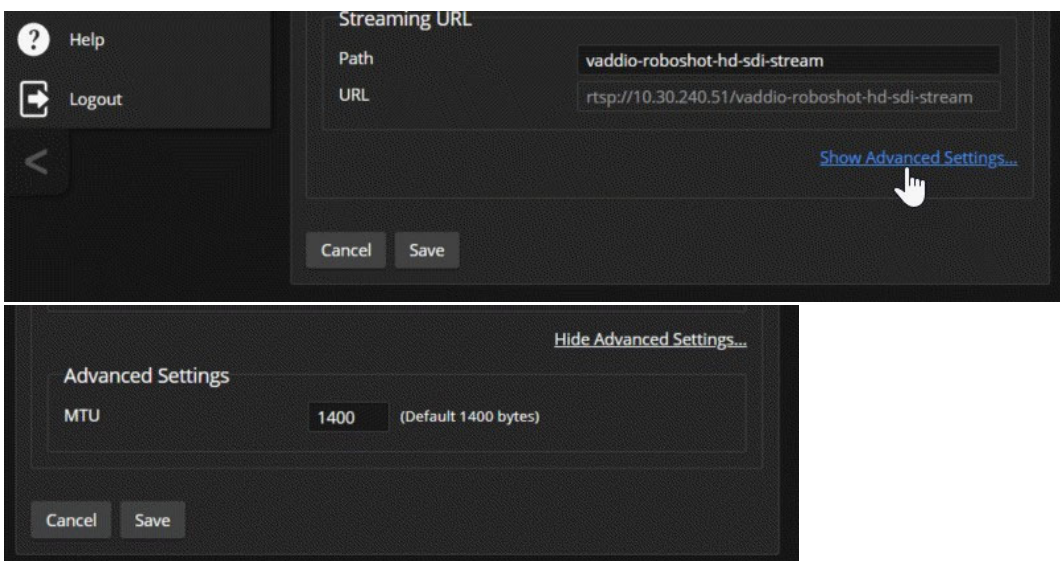 Help
Logout
Streaming URL
Path vaddio-roboshot-hd-sdi-stream
URL rtsp://10.30.240.51/vaddio-roboshot-hd-sdi-stream
Show Advanced Settings...
Cancel Save
Hide Advanced Settings...
Advanced Settings
MTU 1400 (Default 1400 bytes)
Cancel Save